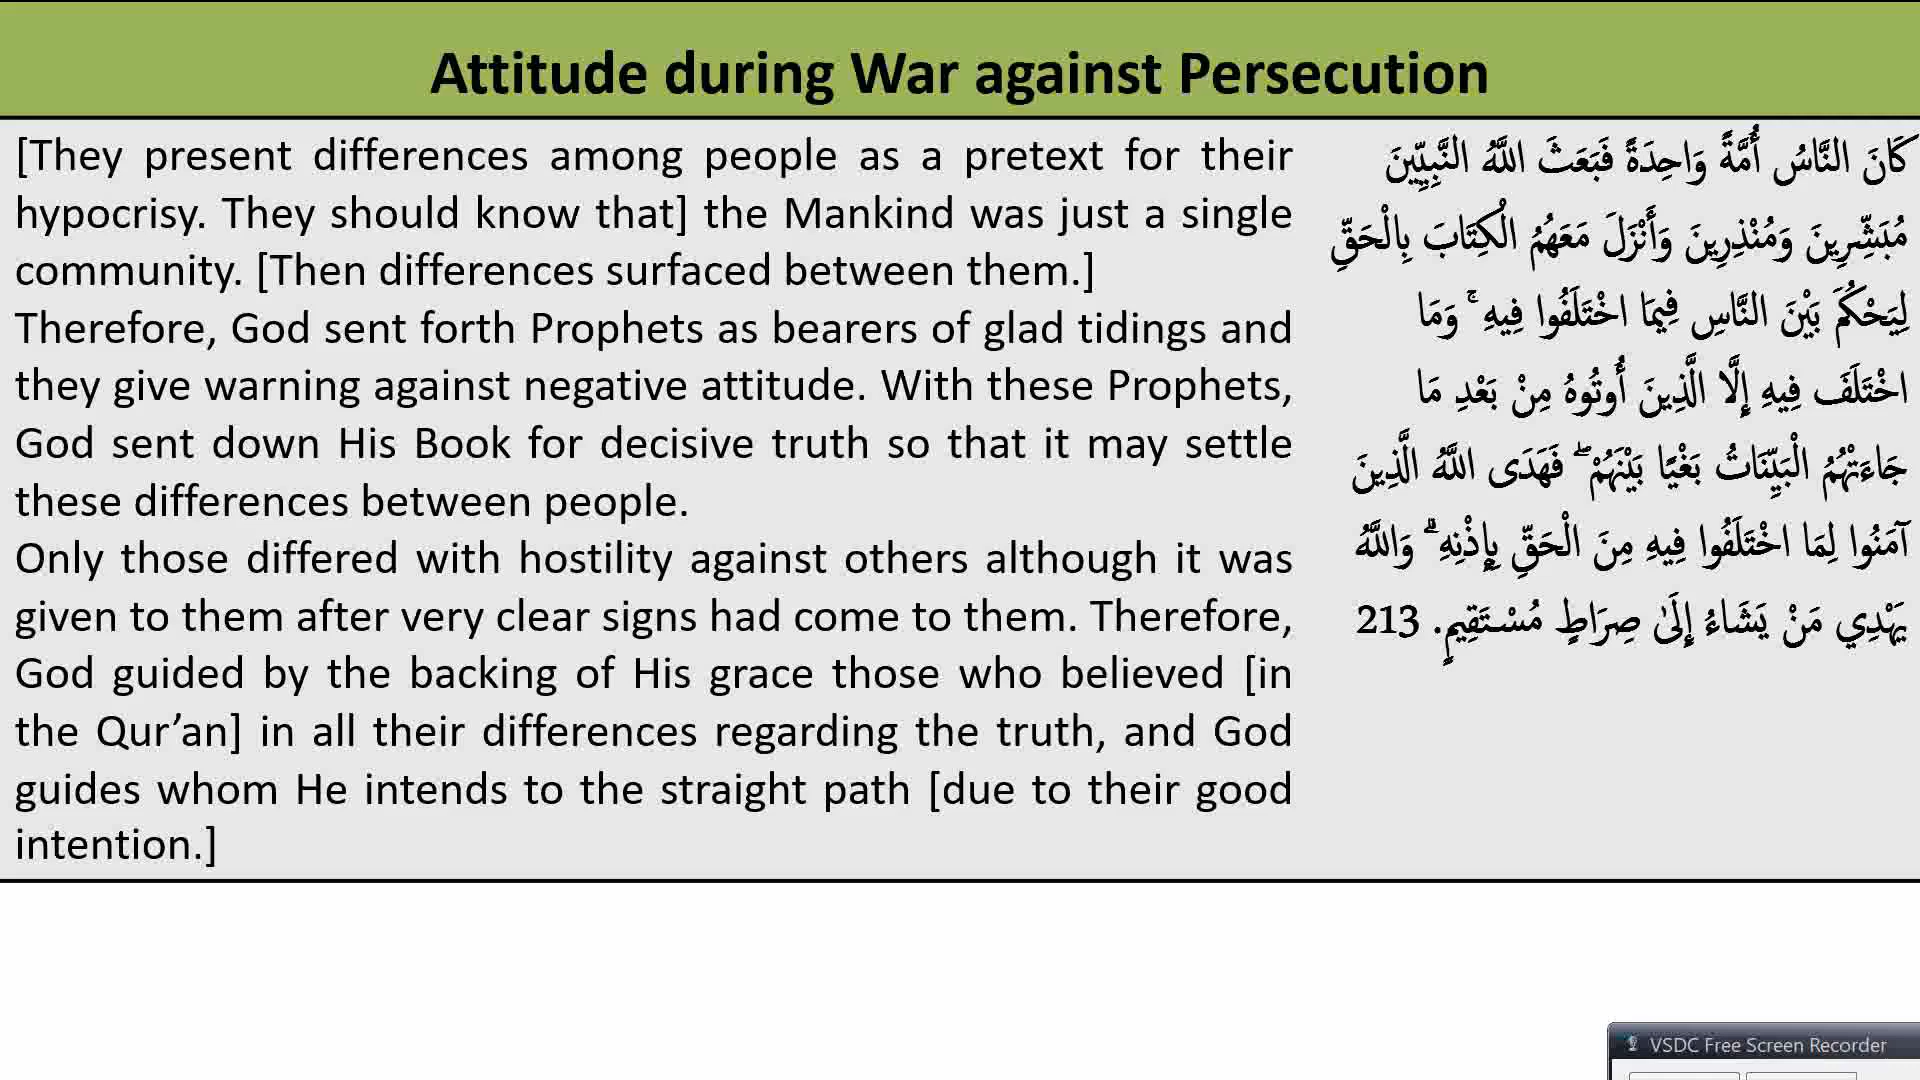 Attitude during War against Persecution
[They present differences among people as a pretext for their
hypocrisy. They should know that] the Mankind was just a single
community. [Then differences surfaced between them.]
Therefore, God sent forth Prophets as bearers of glad tidings and
they give warning against negative attitude. With these Prophets,
God sent down His Book for decisive truth so that it may settle
these differences between people.
Only those differed with hostility against others although it was
given to them after very clear signs had come to them. Therefore,
God guided by the backing of His grace those who believed [in
the Qur’an] in all their differences regarding the truth, and God
guides whom He intends to the straight path [due to their good
intention.]
كَانَ النَّاسُ أُمَّةً وَاحِدَةً فَبَعَثَ اللَّهُ النَّبِيِّينَ
مُبَشِّرِينَ وَمُنْذِرِينَ وَأَنْزَلَ مَعَهُمُ الْكِتَابَ بِالْحَقِّ
لِيَحْكُمَ بَيْنَ النَّاسِ فِيمَا اخْتَلَفُوا فِيهِ ۚ وَمَا
اخْتَلَفَ فِيهِ إِلَّا الَّذِينَ أُوتُوهُ مِنْ بَعْدِ مَا
جَاءَتْهُمُ الْبَيِّنَاتُ بَغْيًا بَيْنَهُمْ ۖ فَهَدَى اللَّهُ الَّذِينَ
آمَنُوا لِمَا اخْتَلَفُوا فِيهِ مِنَ الْحَقِّ بِإِذْنِهِ ۗ وَاللَّهُ
يَهْدِي مَنْ يَشَاءُ إِلَىٰ صِرَاطٍ مُسْتَقِيمٍ. 213
VSDC Free Screen Recorder